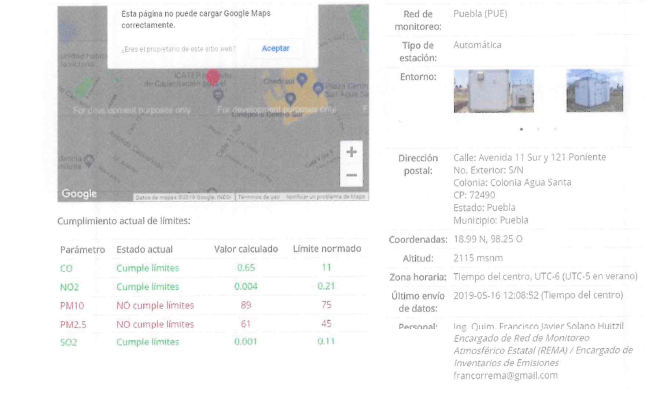 Esta página no puede cargar Google Maps
correctamente.
¿Eres el propietario de este sitio web? Aceptar
For development purposes only
For development purposes only
Chedraui
Google
Datos de mapas ©2019 Google, INEGI Términos de uso Notificar un problema de Maps
Cumplimiento actual de límites:
Parámetro Estado actual Valor calculado Límite normado
CO Cumple límites 0.65 11
NO2 Cumple límites 0.004 0.21
PM10 NO cumple límites 89 75
PM2.5 NO cumple límites 61 45
SO2 Cumple límites 0.001 0.11
Red de monitoreo: Puebla (PUE)
Tipo de estación: Automática
Entorno:
Dirección postal: Calle: Avenida 11 Sur y 121 Poniente
No. Exterior: S/N
Colonia: Colonia Agua Santa
CP: 72490
Estado: Puebla
Municipio: Puebla
Coordenadas: 18.99 N, 98.25 O
Altitud: 2115 msnm
Zona horaria: Tiempo del centro, UTC-6 (UTC-5 en verano)
Último envío de datos: 2019-05-16 12:08:52 (Tiempo del centro)
Personal: Ing. Quim. Francisco Javier Solano Huitzil
Encargado de Red de Monitoreo
Atmosférico Estatal (REMA) / Encargado de
Inventarios de Emisiones
francorrema@gmail.com